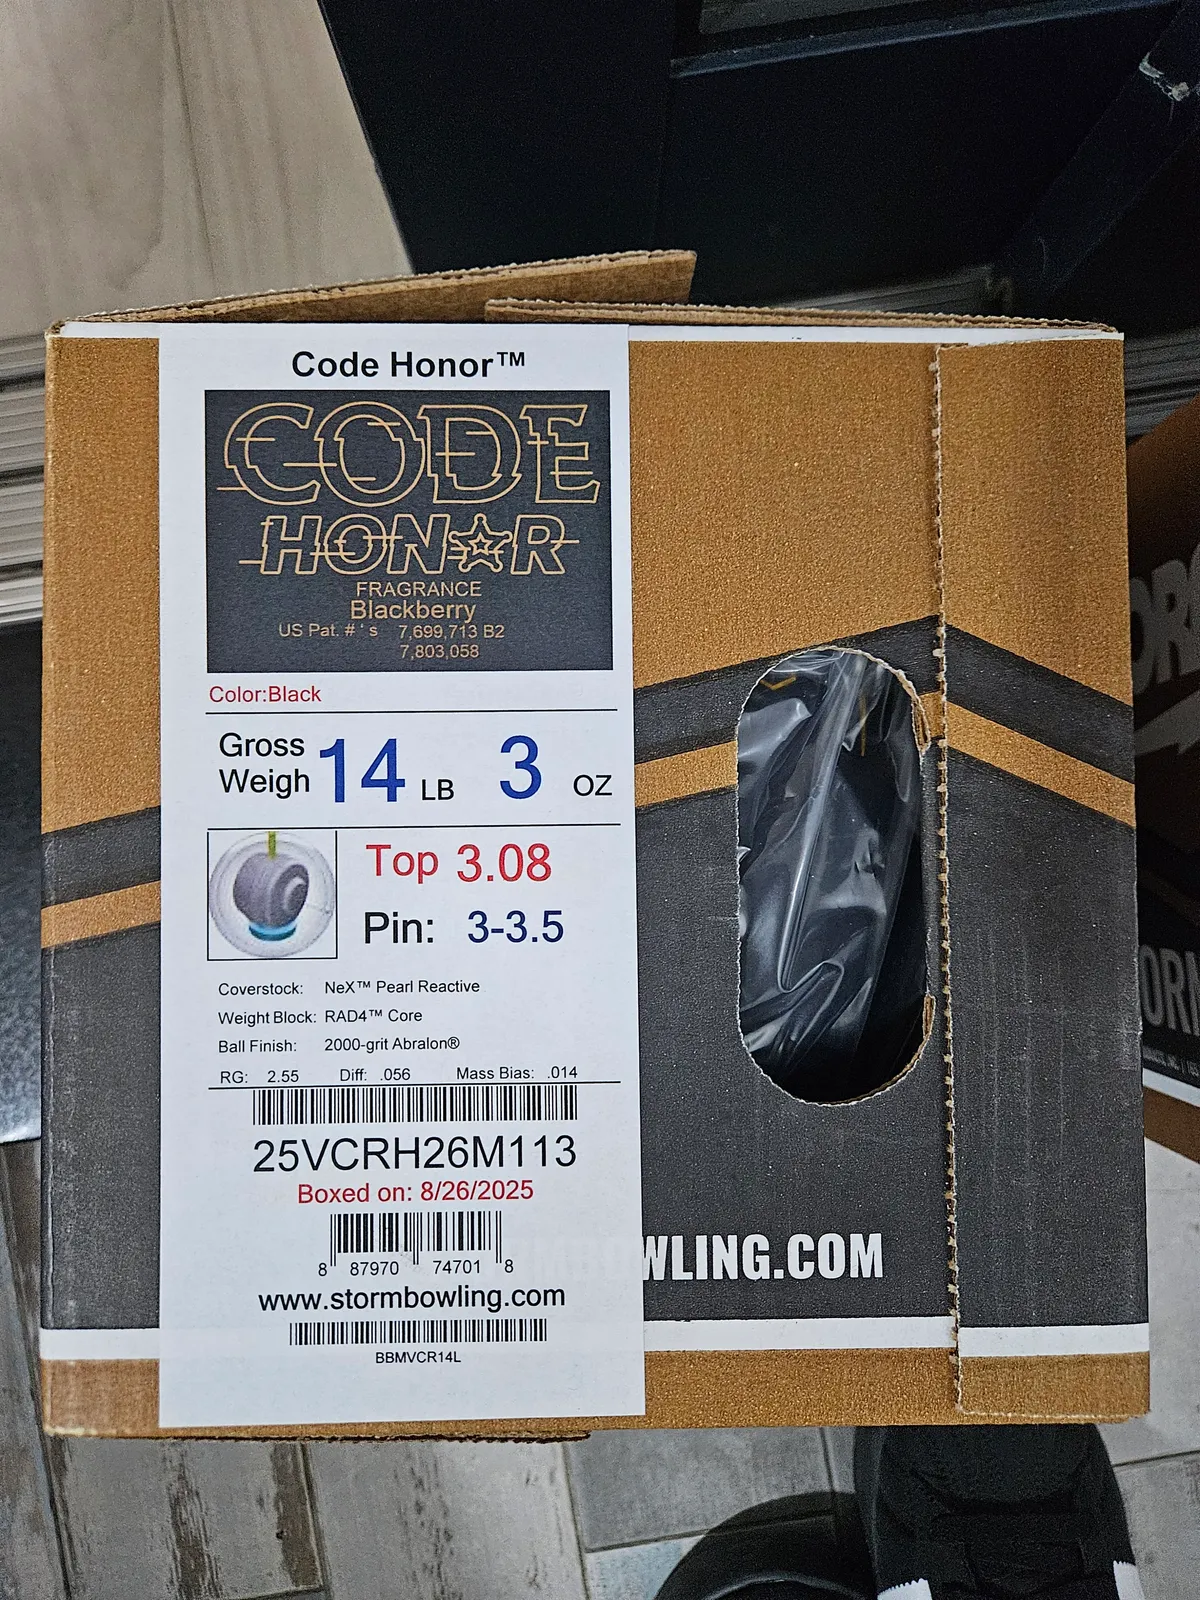 Code Honor™
CODE
HONOR
FRAGRANCE
Blackberry
US Pat. # ' s 7,699,713 B2
7,803,058
Color:Black
Gross
Weigh 14 LB 3 OZ
Top 3.08
Pin: 3-3.5
Coverstock: NeX™ Pearl Reactive
Weight Block: RAD4™ Core
Ball Finish: 2000-grit Abralon®
RG: 2.55 Diff: .056 Mass Bias: .014
25VCRH26M113
Boxed on: 8/26/2025
8 87970 74701 8
www.stormbowling.com
BBMVCR14L
WLING.COM